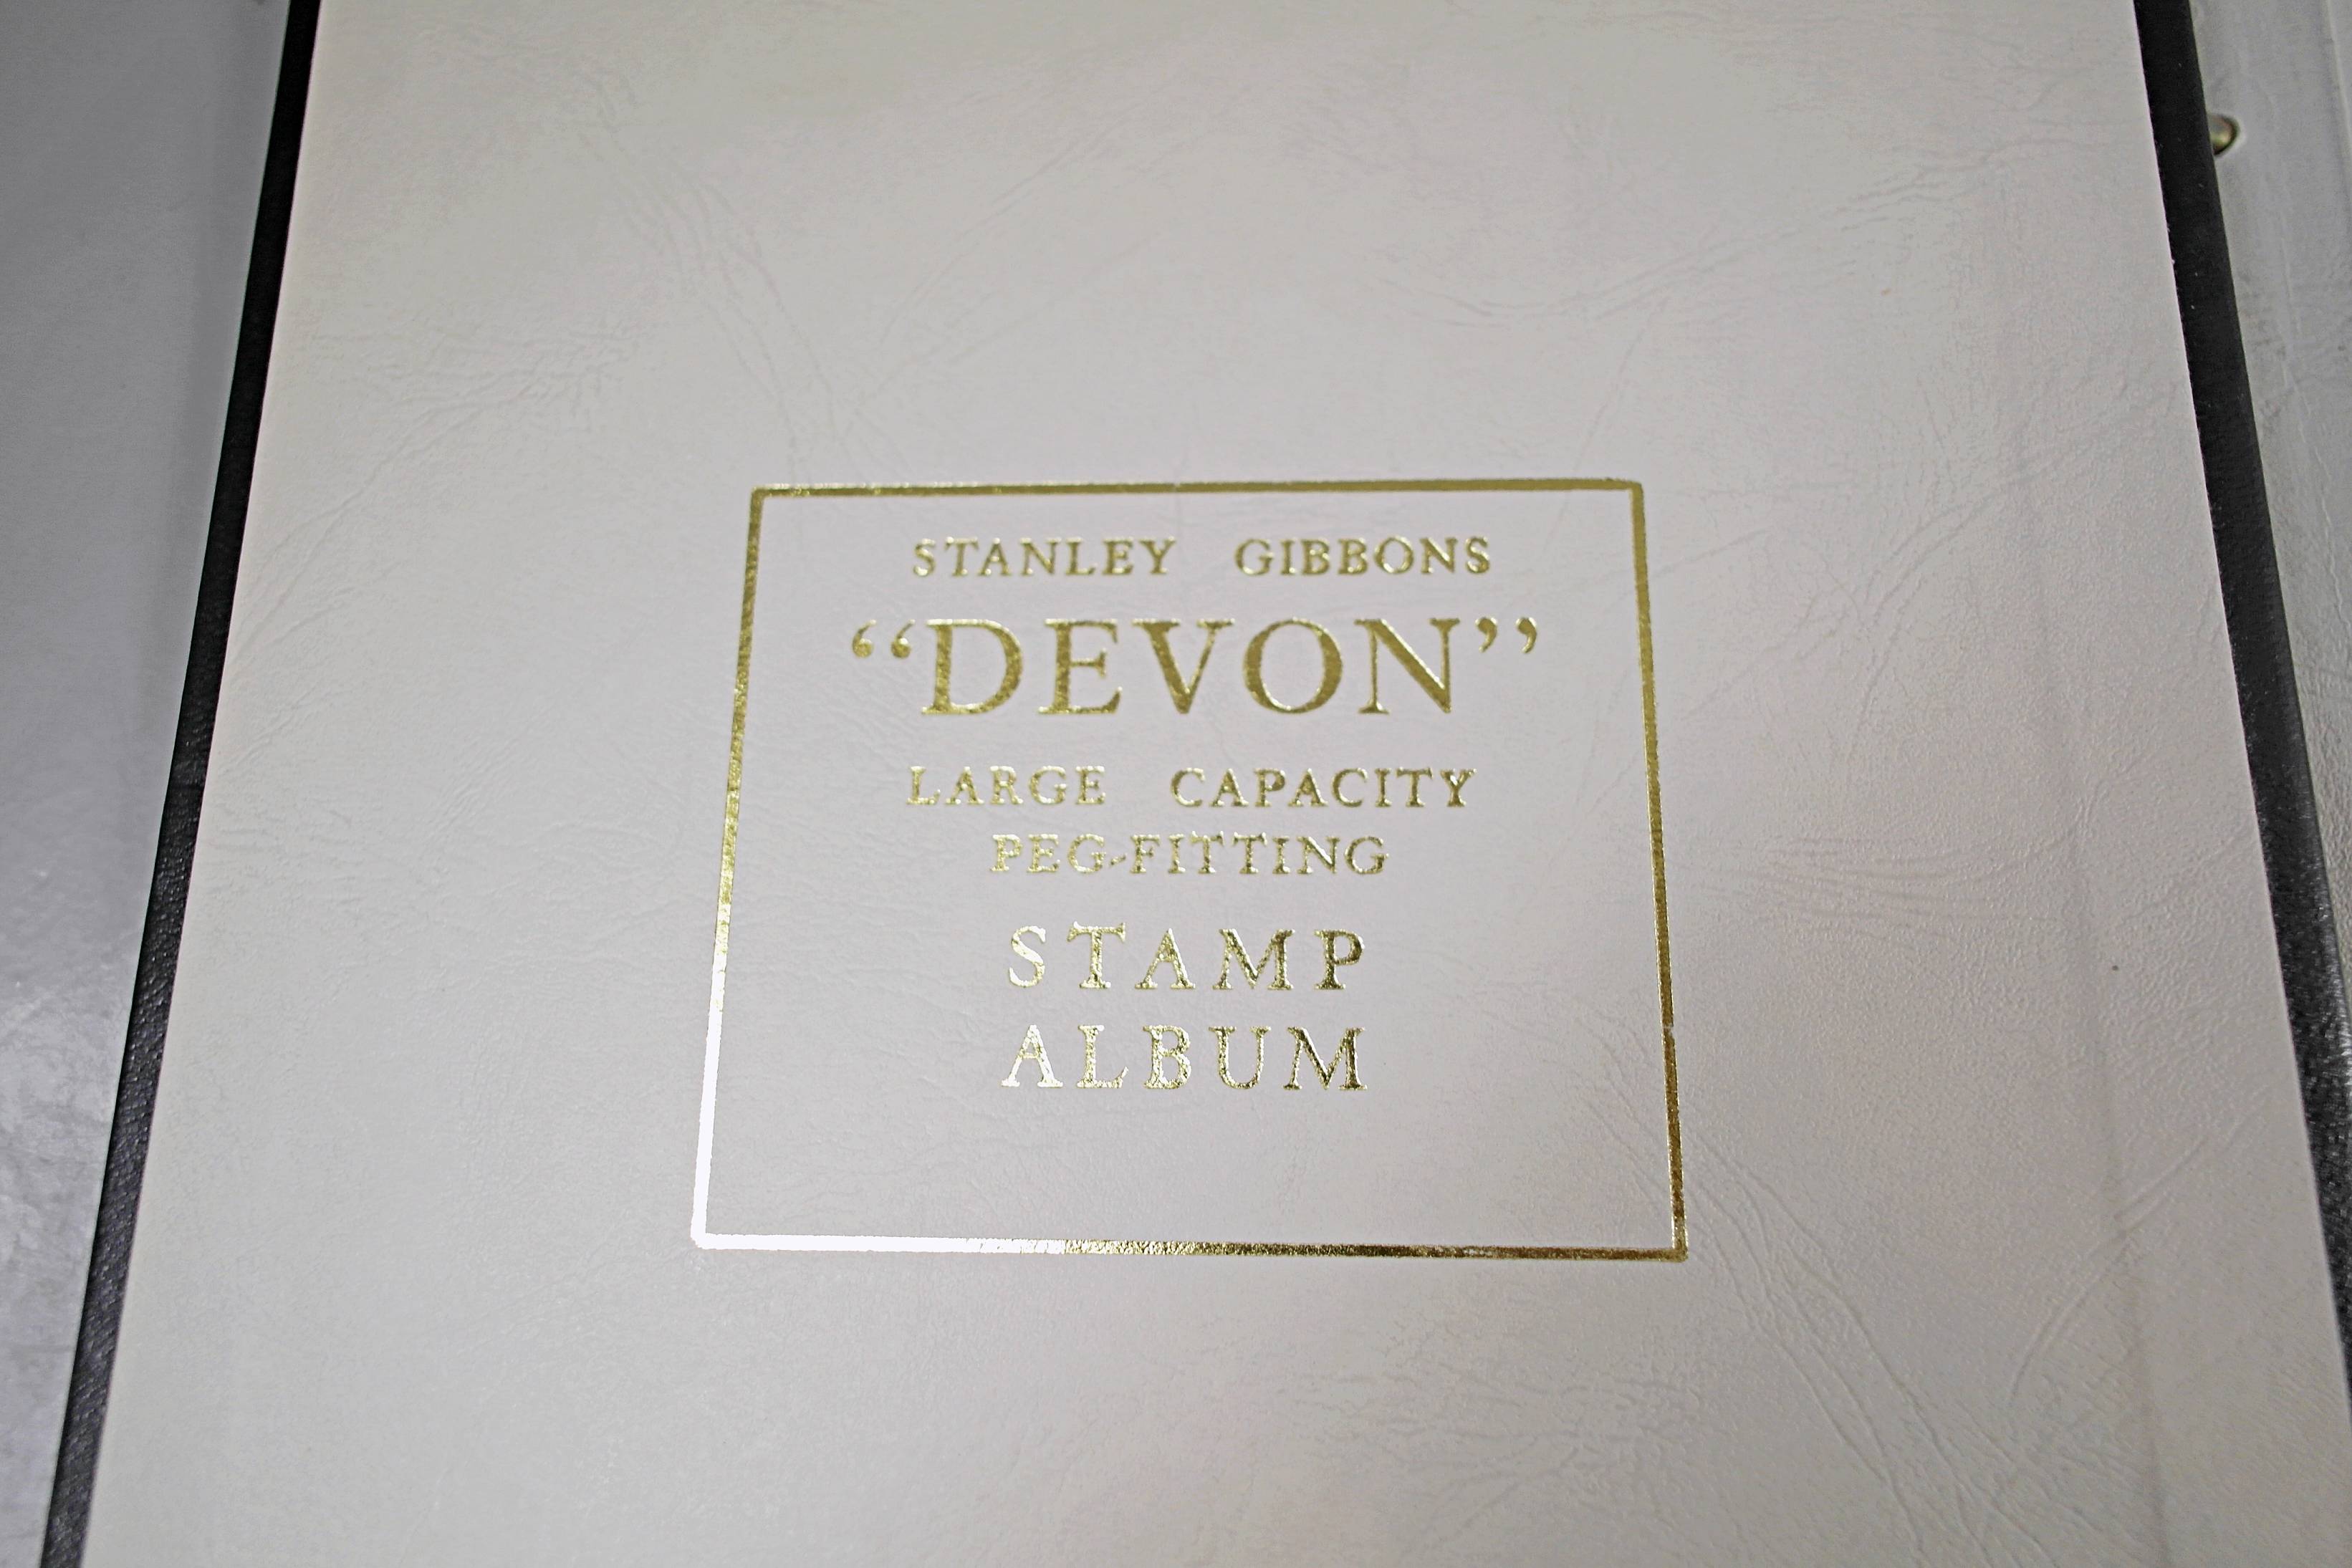 STANLEY GIBBONS
“DEVON”
LARGE CAPACITY
PEG-FITTING
STAMP
ALBUM